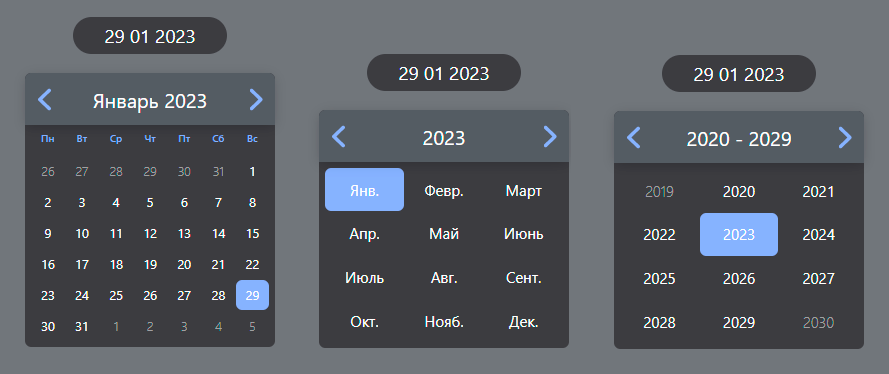 29 01 2023
Январь 2023
Пн Вт Ср Чт Пт Сб Вс
26 27 28 29 30 31 1
2 3 4 5 6 7 8
9 10 11 12 13 14 15
16 17 18 19 20 21 22
23 24 25 26 27 28 29
30 31 1 2 3 4 5
29 01 2023
2023
Янв. Февр. Март
Апр. Май Июнь
Июль Авг. Сент.
Окт. Нояб. Дек.
29 01 2023
2020 - 2029
2019 2020 2021
2022 2023 2024
2025 2026 2027
2028 2029 2030